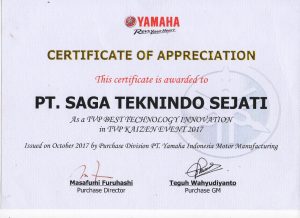 YAMAHA
Revs Your Heart
CERTIFICATE OF APPRECIATION
This certificate is awarded to
PT. SAGA TEKNINDO SEJATI
As a TVP BEST TECHNOLOGY INNOVATION
in TVP KAIZEN EVENT 2017
Issued on October 2017 by Purchase Division PT. Yamaha Indonesia Motor Manufacturing
Masafumi Furuhashi
Purchase Director
Teguh Wahyudiyanto
Purchase GM